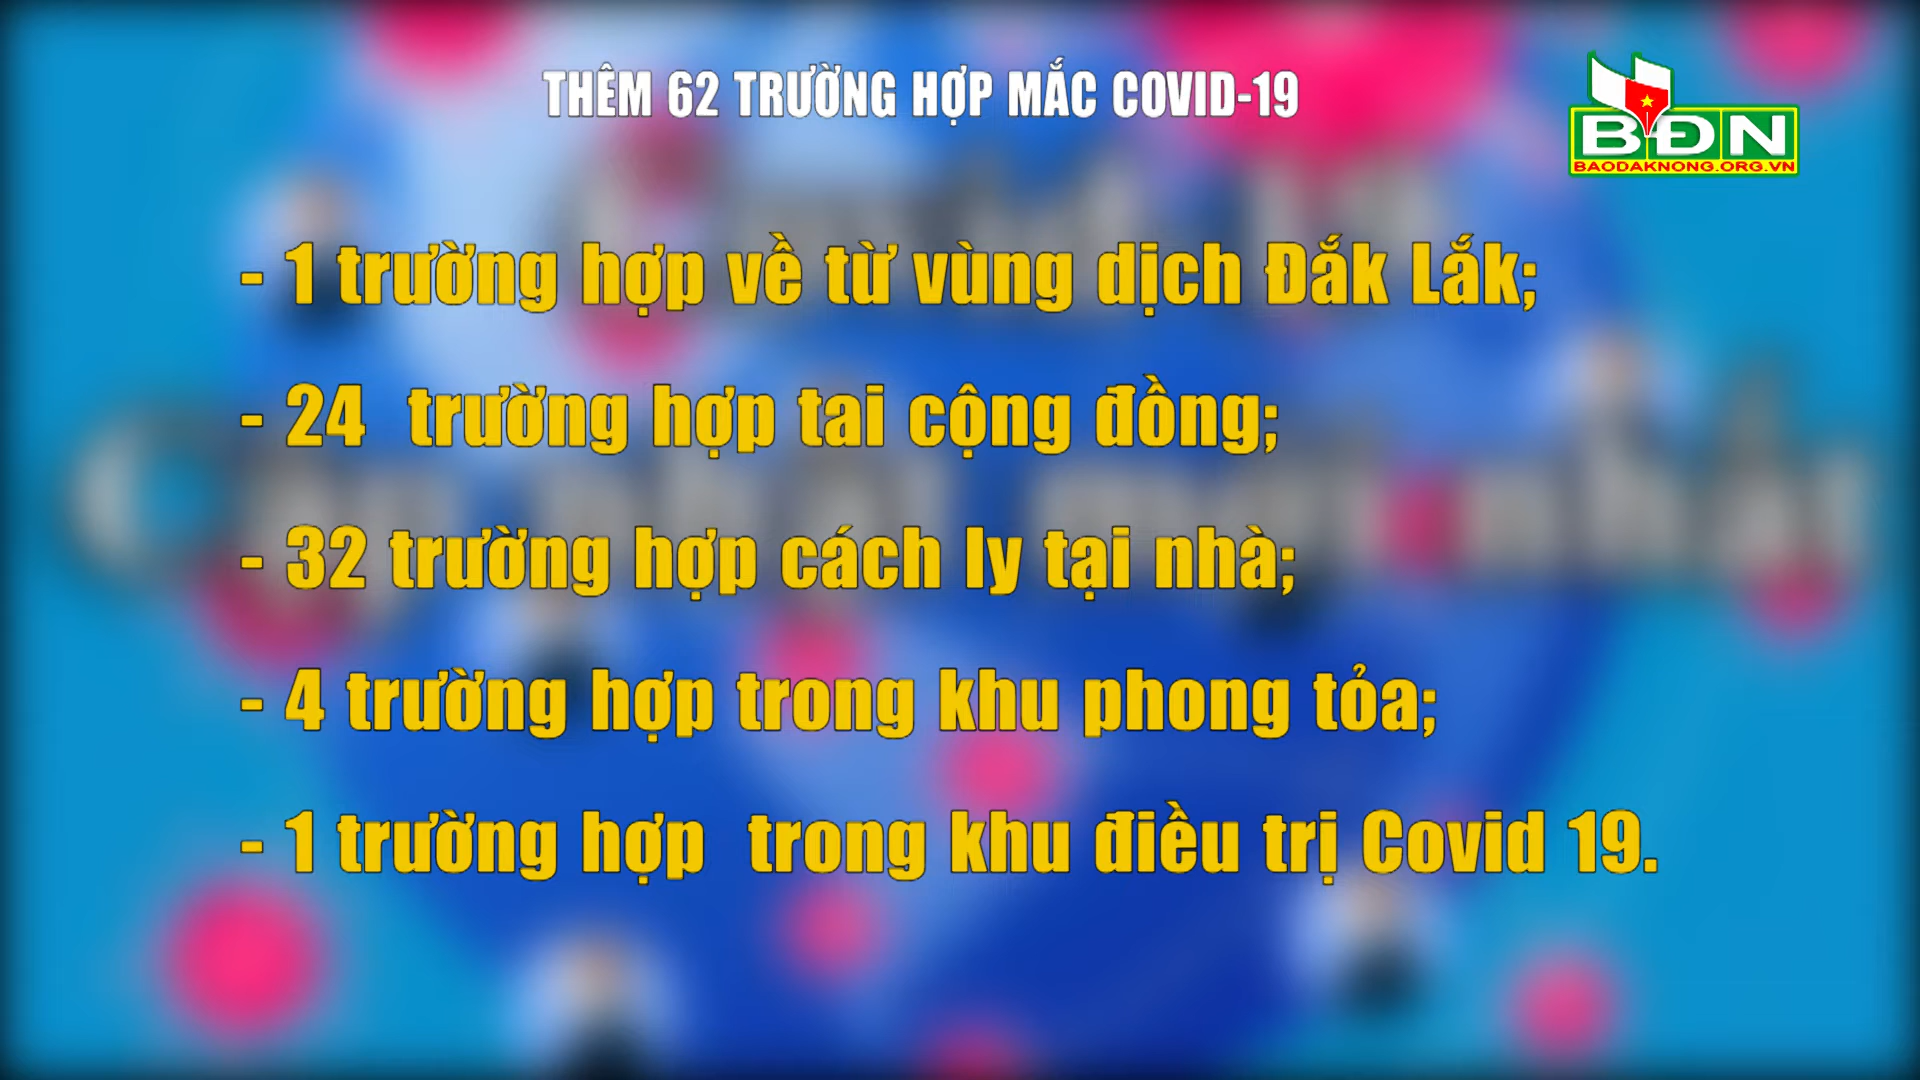 THÊM 62 TRƯỜNG HỢP MẮC COVID-19
BĐN
BAODAKNONG.ORG.VN
- 1 trường hợp về từ vùng dịch Đắk Lắk;
- 24 trường hợp tai cộng đồng;
- 32 trường hợp cách ly tại nhà;
- 4 trường hợp trong khu phong tỏa;
- 1 trường hợp trong khu điều trị Covid 19.